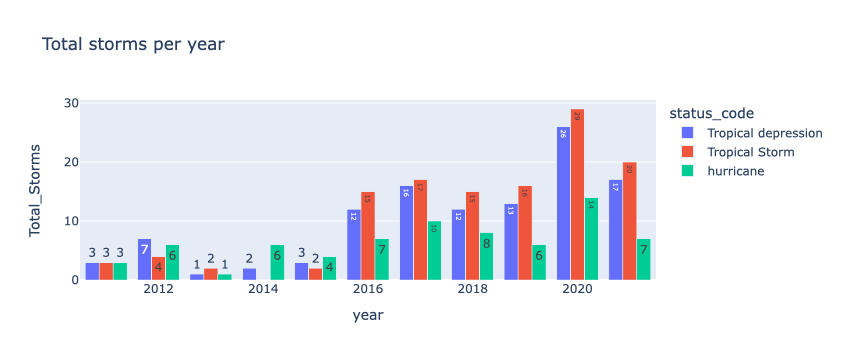 Total storms per year
30
20
10
0
Total_Storms
3 3 3
7 4 6
1 2 1
2 6
3 2 4
12 15 7
16 17 10
12 15 8
13 16 6
26 29 14
17 20 7
2012 2014 2016 2018 2020
year
status_code
Tropical depression
Tropical Storm
hurricane